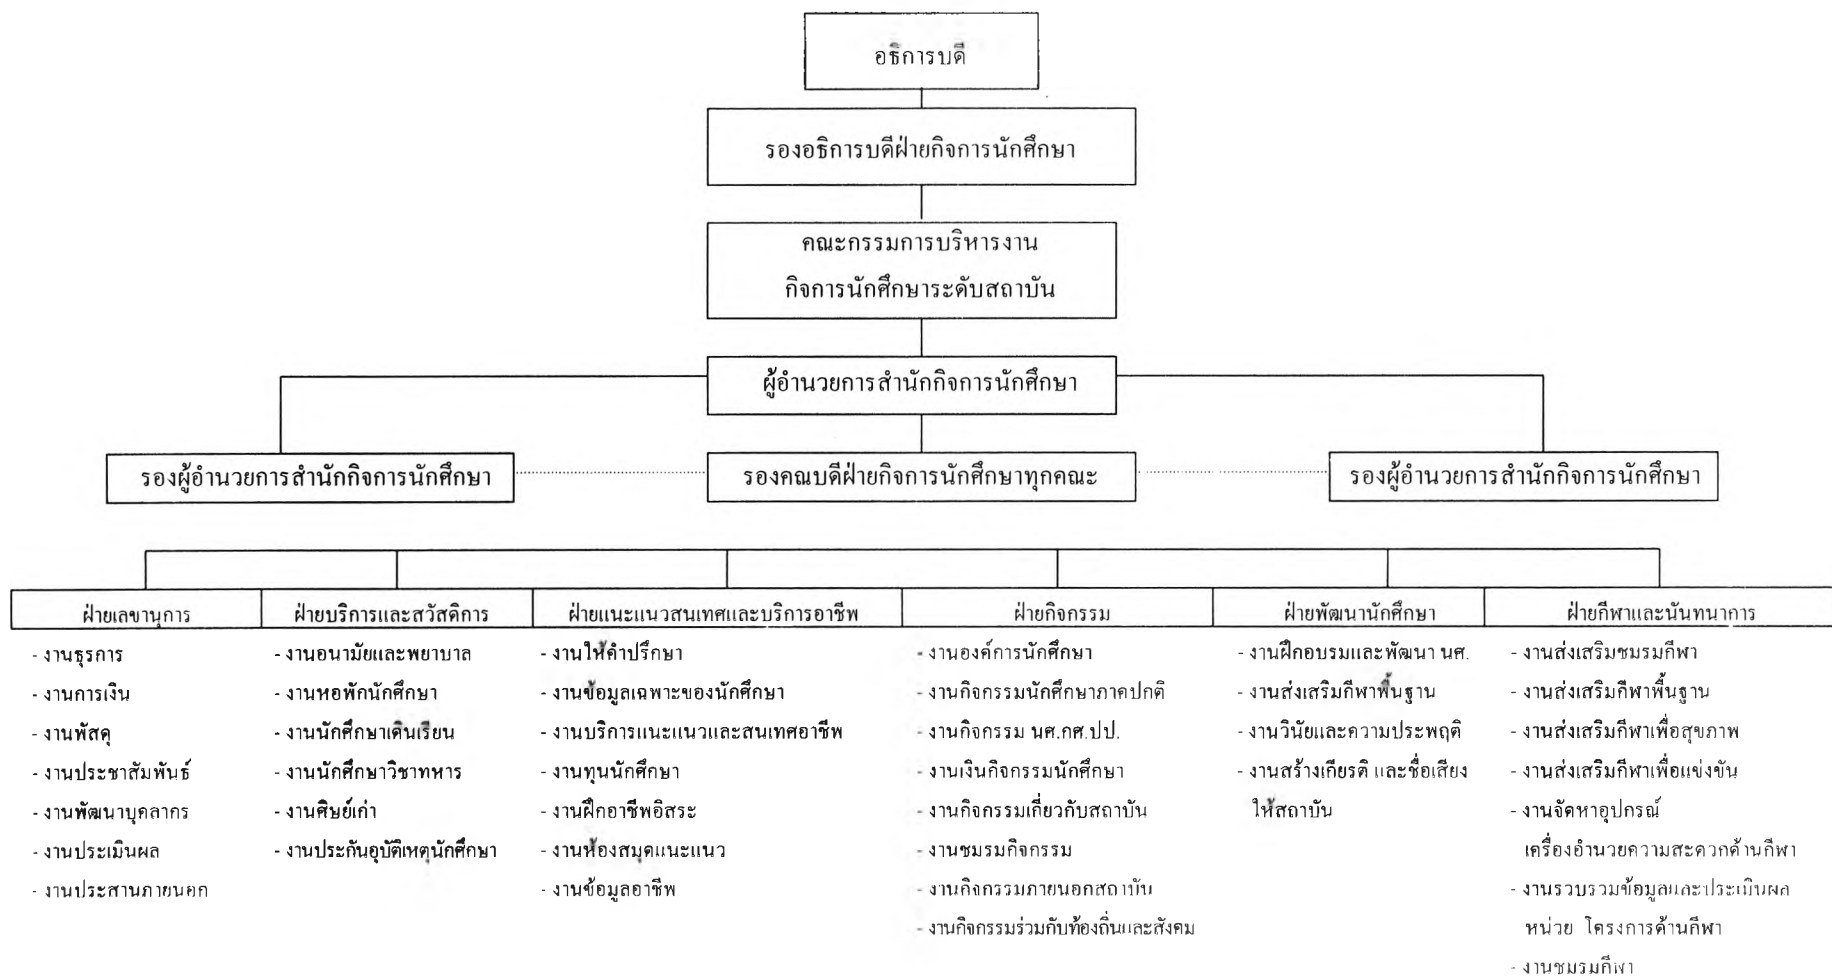 อธิการบดี
รองอธิการบดีฝ่ายกิจการนักศึกษา
คณะกรรมการบริหารงาน
กิจการนักศึกษาระดับสถาบัน
ผู้อำนวยการสำนักกิจการนักศึกษา
รองผู้อำนวยการสำนักกิจการนักศึกษา
รองคณบดีฝ่ายกิจการนักศึกษาทุกคณะ
รองผู้อำนวยการสำนักกิจการนักศึกษา
ฝ่ายเลขานุการ
- งานธุรการ
- งานการเงิน
- งานพัสดุ
- งานประชาสัมพันธ์
- งานพัฒนาบุคลากร
- งานประเมินผล
- งานประสานภายนอก
ฝ่ายบริการและสวัสดิการ
- งานอนามัยและพยาบาล
- งานหอพักนักศึกษา
- งานนักศึกษาเดินเรียน
- งานนักศึกษาวิชาทหาร
- งานศิษย์เก่า
- งานประกันอุบัติเหตุนักศึกษา
ฝ่ายแนะแนวสนเทศและบริการอาชีพ
- งานให้คำปรึกษา
- งานข้อมูลเฉพาะของนักศึกษา
- งานบริการแนะแนวและสนเทศอาชีพ
- งานทุนนักศึกษา
- งานฝึกอาชีพอิสระ
- งานห้องสมุดแนะแนว
- งานข้อมูลอาชีพ
ฝ่ายกิจกรรม
- งานองค์การนักศึกษา
- งานกิจกรรมนักศึกษาภาคปกติ
- งานกิจกรรม นศ.กศ.ปป.
- งานเงินกิจกรรมนักศึกษา
- งานกิจกรรมเกี่ยวกับสถาบัน
- งานชมรมกิจกรรม
- งานกิจกรรมภายนอกสถาบัน
- งานกิจกรรมร่วมกับท้องถิ่นและสังคม
ฝ่ายพัฒนานักศึกษา
- งานฝึกอบรมและพัฒนา นศ.
- งานส่งเสริมกีฬาพื้นฐาน
- งานวินัยและความประพฤติ
- งานสร้างเกียรติ และชื่อเสียง
ให้สถาบัน
ฝ่ายกีฬาและนันทนาการ
- งานส่งเสริมชมรมกีฬา
- งานส่งเสริมกีฬาพื้นฐาน
- งานส่งเสริมกีฬาเพื่อสุขภาพ
- งานส่งเสริมกีฬาเพื่อแข่งขัน
- งานจัดหาอุปกรณ์
เครื่องอำนวยความสะดวกด้านกีฬา
- งานรวบรวมข้อมูลและประเมินผล
หน่วย โครงการด้านกีฬา
- งานชมรมกีฬา